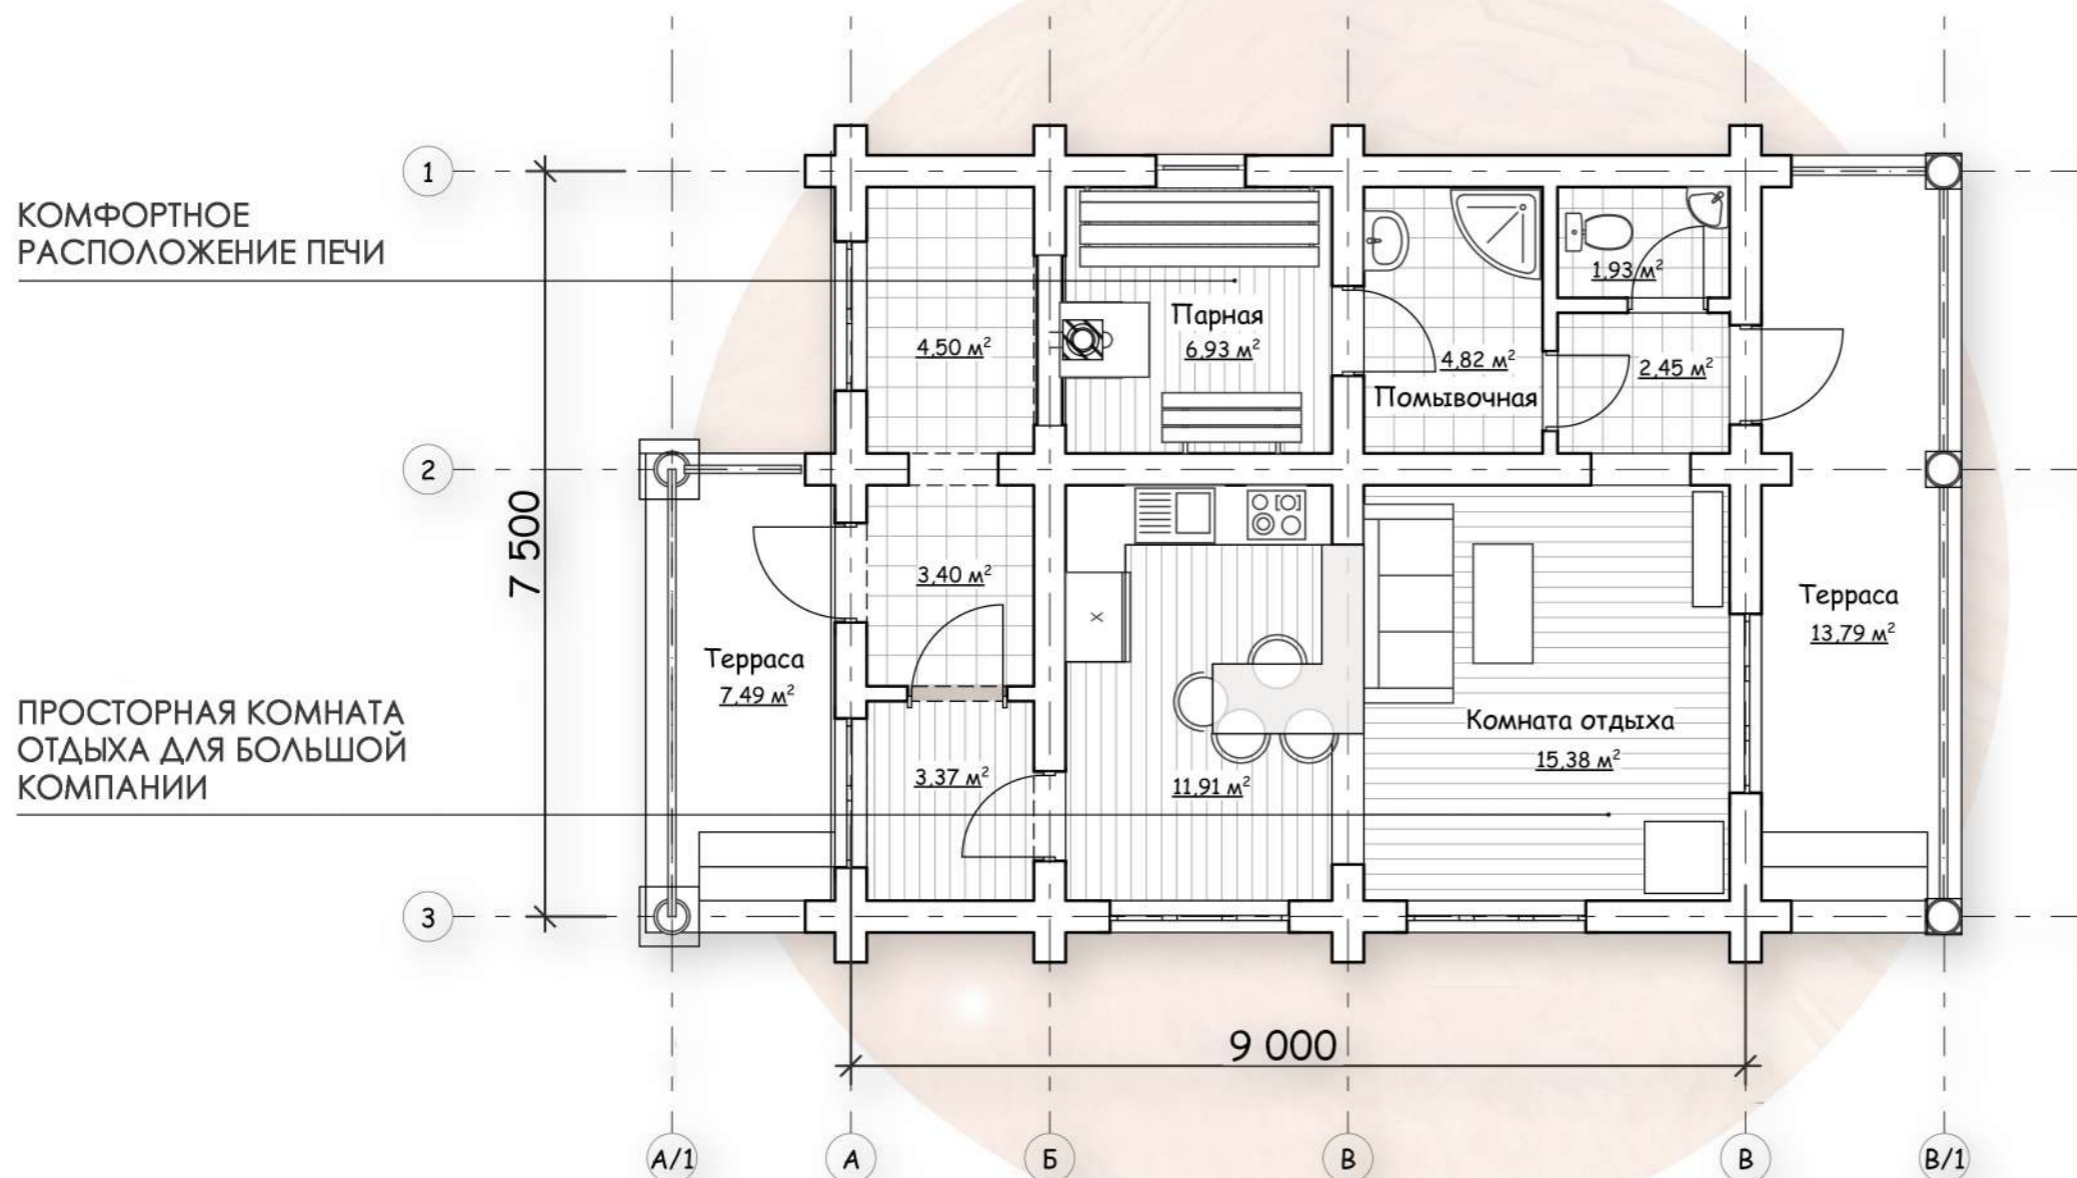 1
КОМФОРТНОЕ
РАСПОЛОЖЕНИЕ ПЕЧИ
1,93 м²
Парная
6,93 м²
4,50 м²
4,82 м²
2,45 м²
Помывочная
2
7 500
3,40 м²
Терраса
13,79 м²
x
Терраса
7,49 м²
ПРОСТОРНАЯ КОМНАТА
ОТДЫХА ДЛЯ БОЛЬШОЙ
КОМПАНИИ
Комната отдыха
15,38 м²
3,37 м²
11,91 м²
3
9 000
А/1
А
Б
В
В
В/1